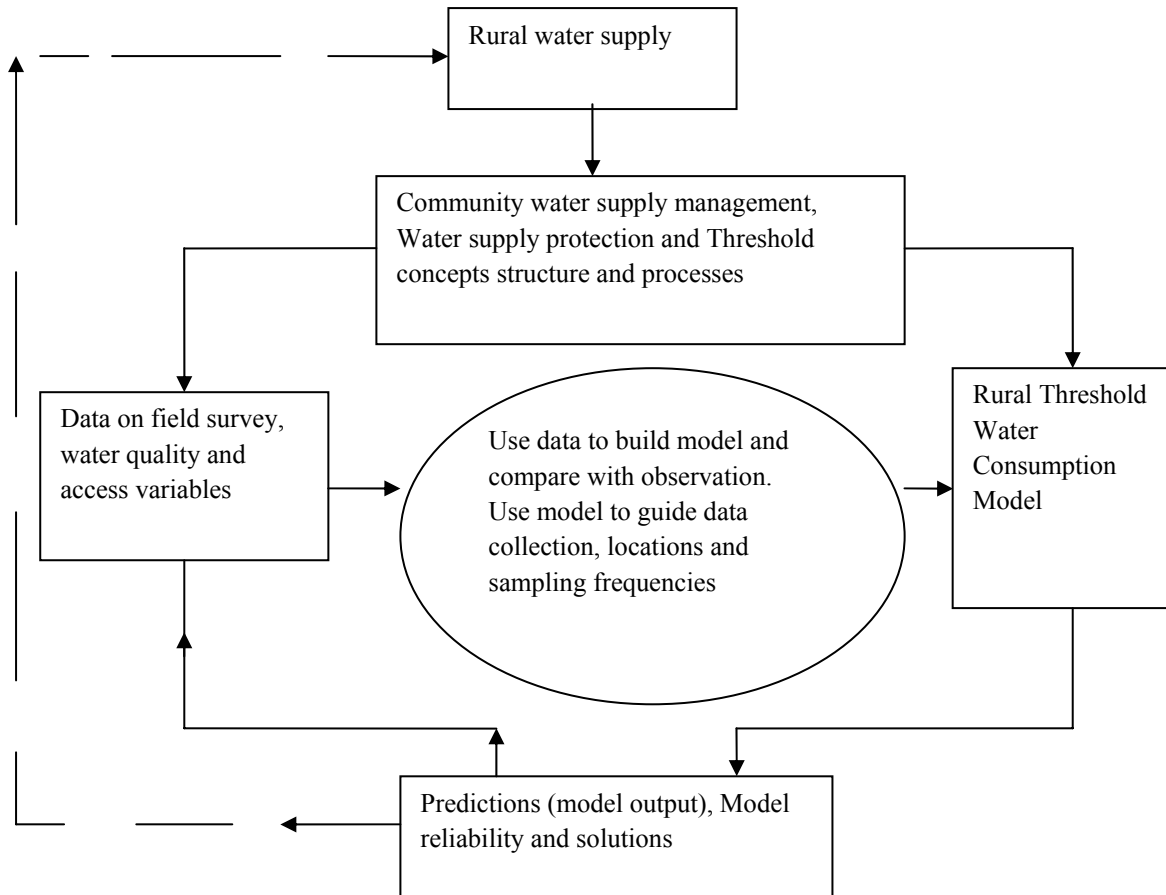 Rural water supply
Community water supply management,
Water supply protection and Threshold
concepts structure and processes
Data on field survey,
water quality and
access variables
Use data to build model and
compare with observation.
Use model to guide data
collection, locations and
sampling frequencies
Rural Threshold
Water
Consumption
Model
Predictions (model output), Model
reliability and solutions